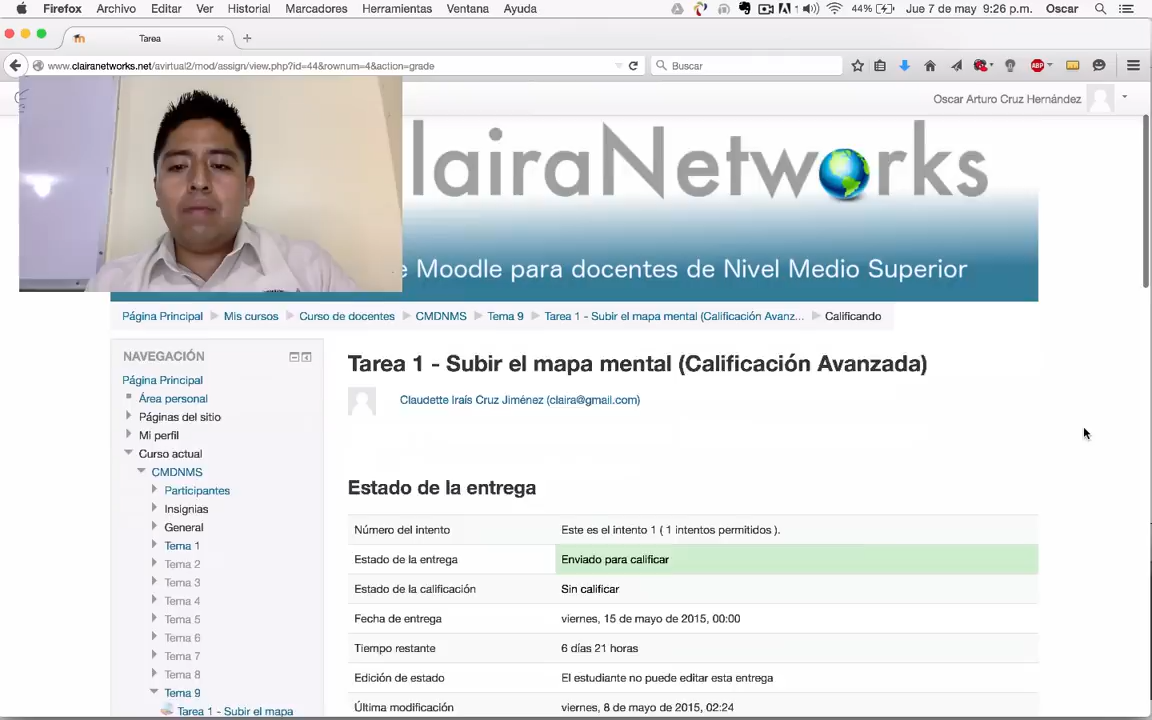 Firefox Archivo Editar Ver Historial Marcadores Herramientas Ventana Ayuda 1 44% Jue 7 de may 9:26 p.m. Oscar
Tarea
www.clairanetworks.net/avirtual2/mod/assign/view.php?id=44&rownum=4&action=grade Buscar ABP
Oscar Arturo Cruz Hernández
lairaNetworks
e Moodle para docentes de Nivel Medio Superior
Página Principal Mis cursos Curso de docentes CMDNMS Tema 9 Tarea 1 - Subir el mapa mental (Calificación Avanz... Calificando
NAVEGACIÓN
Página Principal
Área personal
Páginas del sitio
Mi perfil
Curso actual
CMDNMS
Participantes
Insignias
General
Tema 1
Tema 2
Tema 3
Tema 4
Tema 5
Tema 6
Tema 7
Tema 8
Tema 9
Tarea 1 - Subir el mapa
Tarea 1 - Subir el mapa mental (Calificación Avanzada)
Claudette Iraís Cruz Jiménez (claira@gmail.com)
Estado de la entrega
Número del intento Este es el intento 1 ( 1 intentos permitidos ).
Estado de la entrega Enviado para calificar
Estado de la calificación Sin calificar
Fecha de entrega viernes, 15 de mayo de 2015, 00:00
Tiempo restante 6 días 21 horas
Edición de estado El estudiante no puede editar esta entrega
Última modificación viernes, 8 de mayo de 2015, 02:24